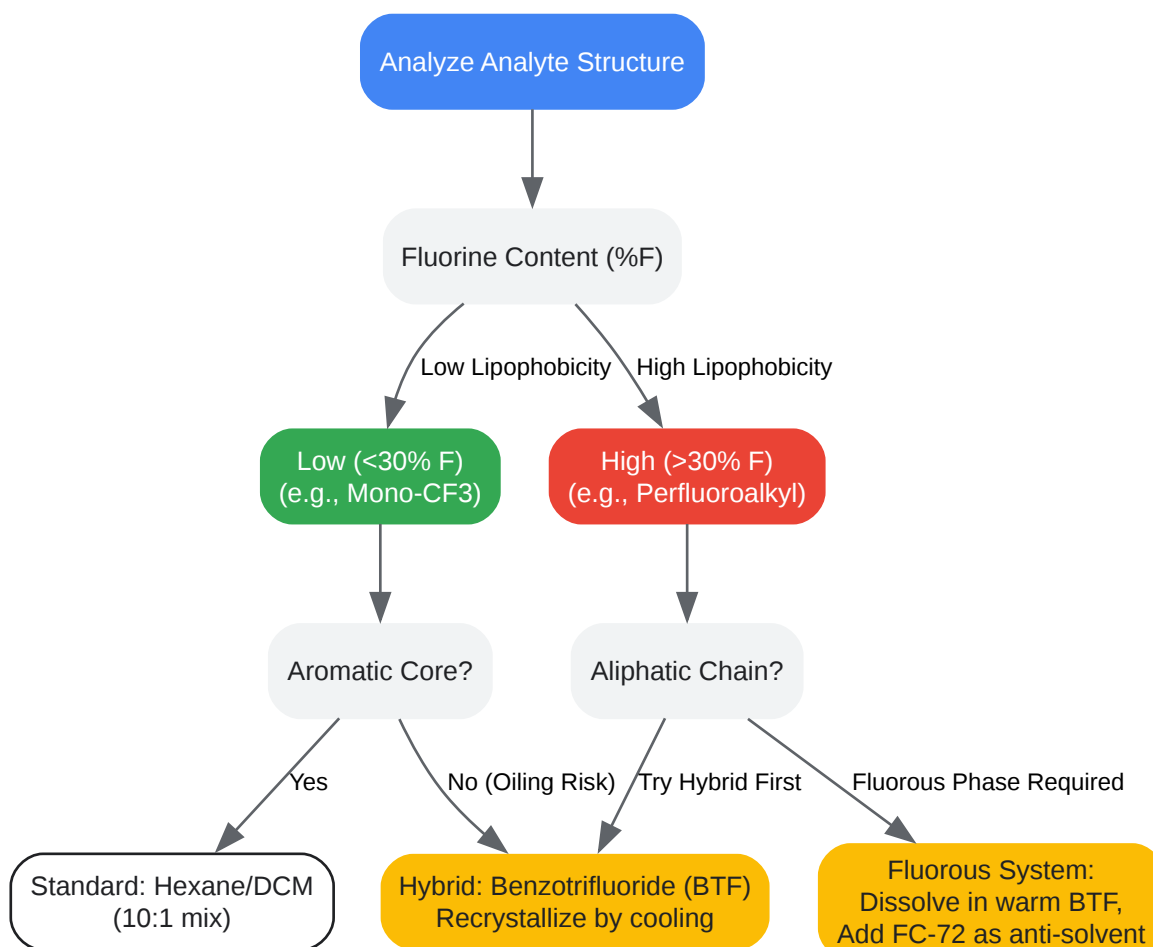 Analyze Analyte Structure
Fluorine Content (%F)
Low Lipophobicity
High Lipophobicity
Low (<30% F)
(e.g., Mono-CF3)
High (>30% F)
(e.g., Perfluoroalkyl)
Aromatic Core?
Aliphatic Chain?
Yes
No (Oiling Risk)
Try Hybrid First
Fluorous Phase Required
Standard: Hexane/DCM
(10:1 mix)
Hybrid: Benzotrifluoride (BTF)
Recrystallize by cooling
Fluorous System:
Dissolve in warm BTF,
Add FC-72 as anti-solvent